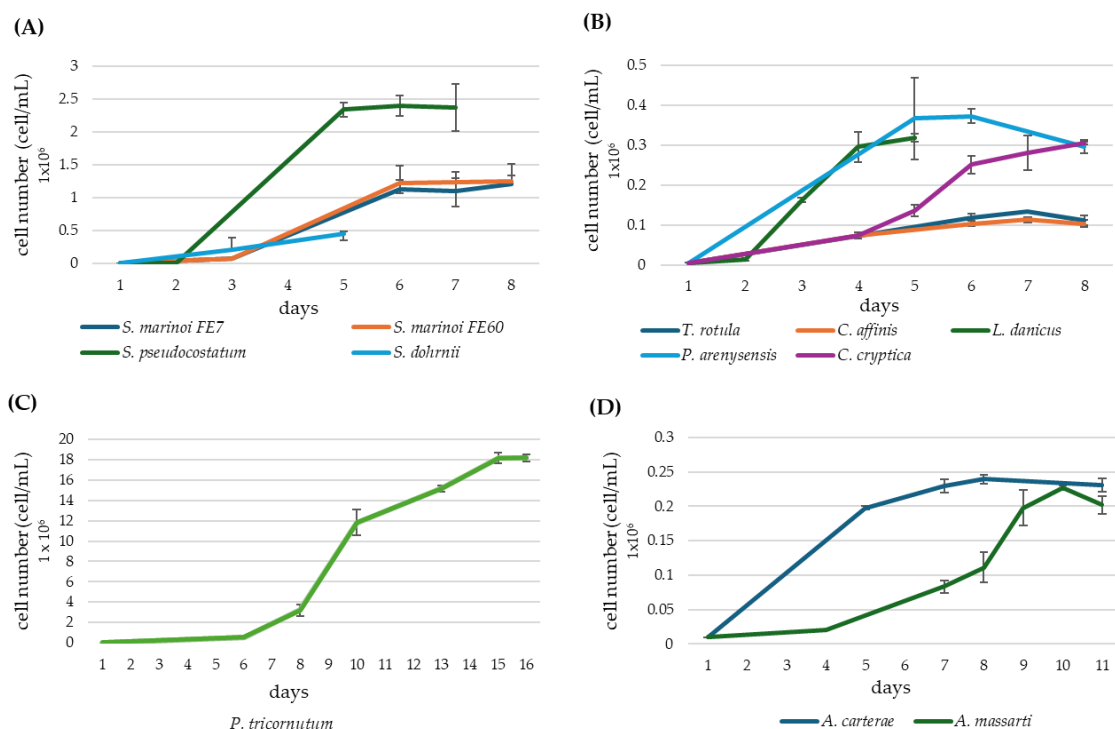 (A)
cell number (cell/mL)
1x10⁶
3
2.5
2
1.5
1
0.5
0
1 2 3 4 5 6 7 8
days
S. marinoi FE7 S. marinoi FE60
S. pseudocostatum S. dohrnii
(B)
cell number (cell/mL)
1x10⁶
0.5
0.4
0.3
0.2
0.1
0
1 2 3 4 5 6 7 8
days
T. rotula C. affinis L. danicus
P. arenysensis C. cryptica
(C)
cell number (cell/mL)
1 x 10⁶
20
18
16
14
12
10
8
6
4
2
0
1 2 3 4 5 6 7 8 9 10 11 12 13 14 15 16
days
P. tricornutum
(D)
cell number (cell/mL)
1x10⁶
0.3
0.25
0.2
0.15
0.1
0.05
0
1 2 3 4 5 6 7 8 9 10 11
days
A. carterae A. massarti